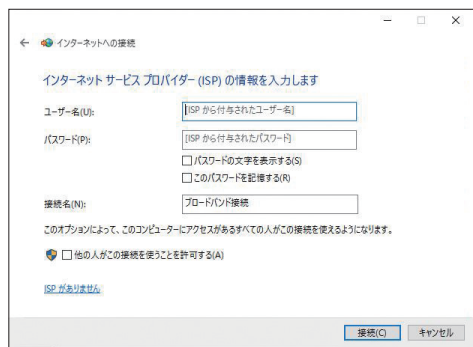 インターネットへの接続
インターネット サービス プロバイダー (ISP) の情報を入力します
ユーザー名(U):
[ISP から付与されたユーザー名]
パスワード(P):
[ISP から付与されたパスワード]
パスワードの文字を表示する(S)
このパスワードを記憶する(R)
接続名(N):
ブロードバンド接続
このオプションによって、このコンピューターにアクセスがあるすべての人がこの接続を使えるようになります。
他の人がこの接続を使うことを許可する(A)
ISP がありません
接続(C)
キャンセル